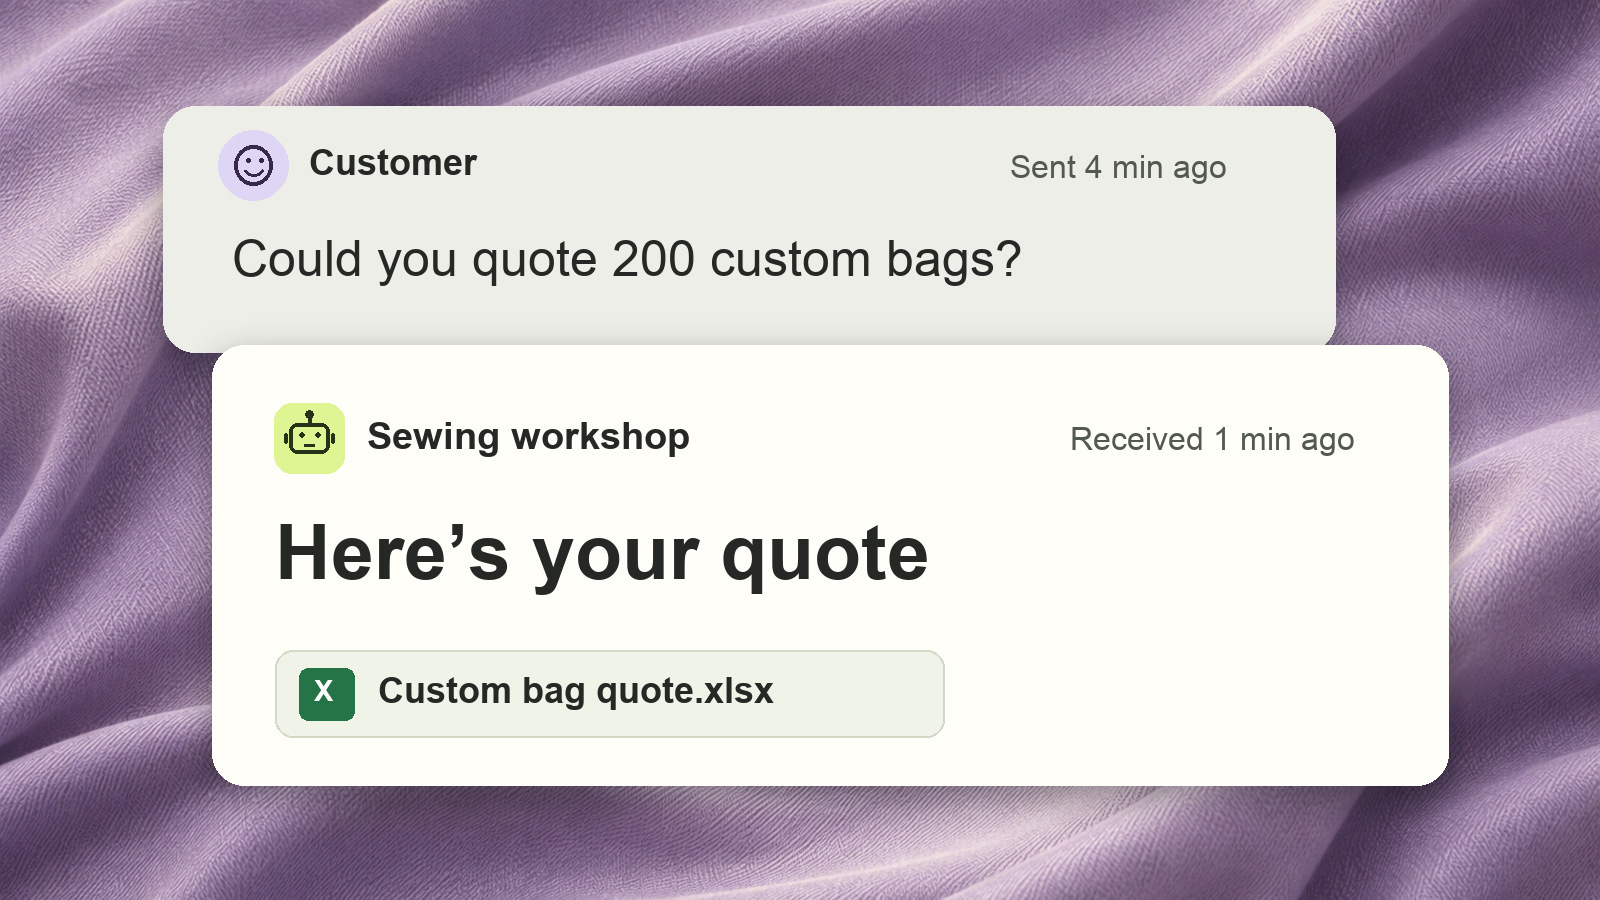 Customer
Sent 4 min ago
Could you quote 200 custom bags?
Sewing workshop
Received 1 min ago
Here’s your quote
X
Custom bag quote.xlsx